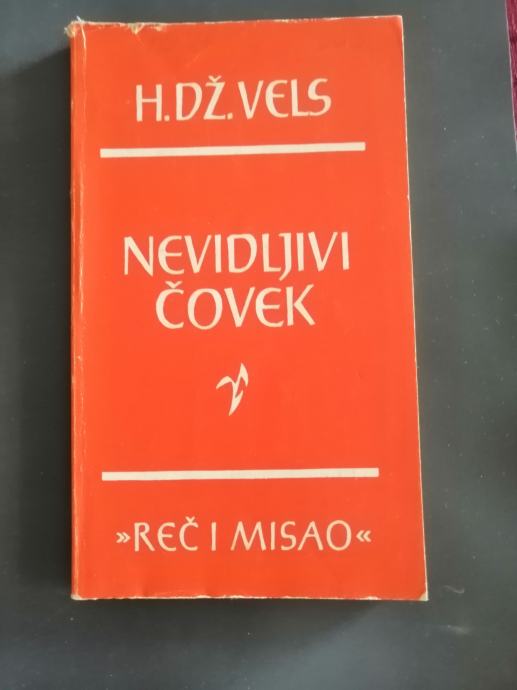 H.DŽ.VELS
NEVIDLJIVI
ČOVEK
»REČ I MISAO«